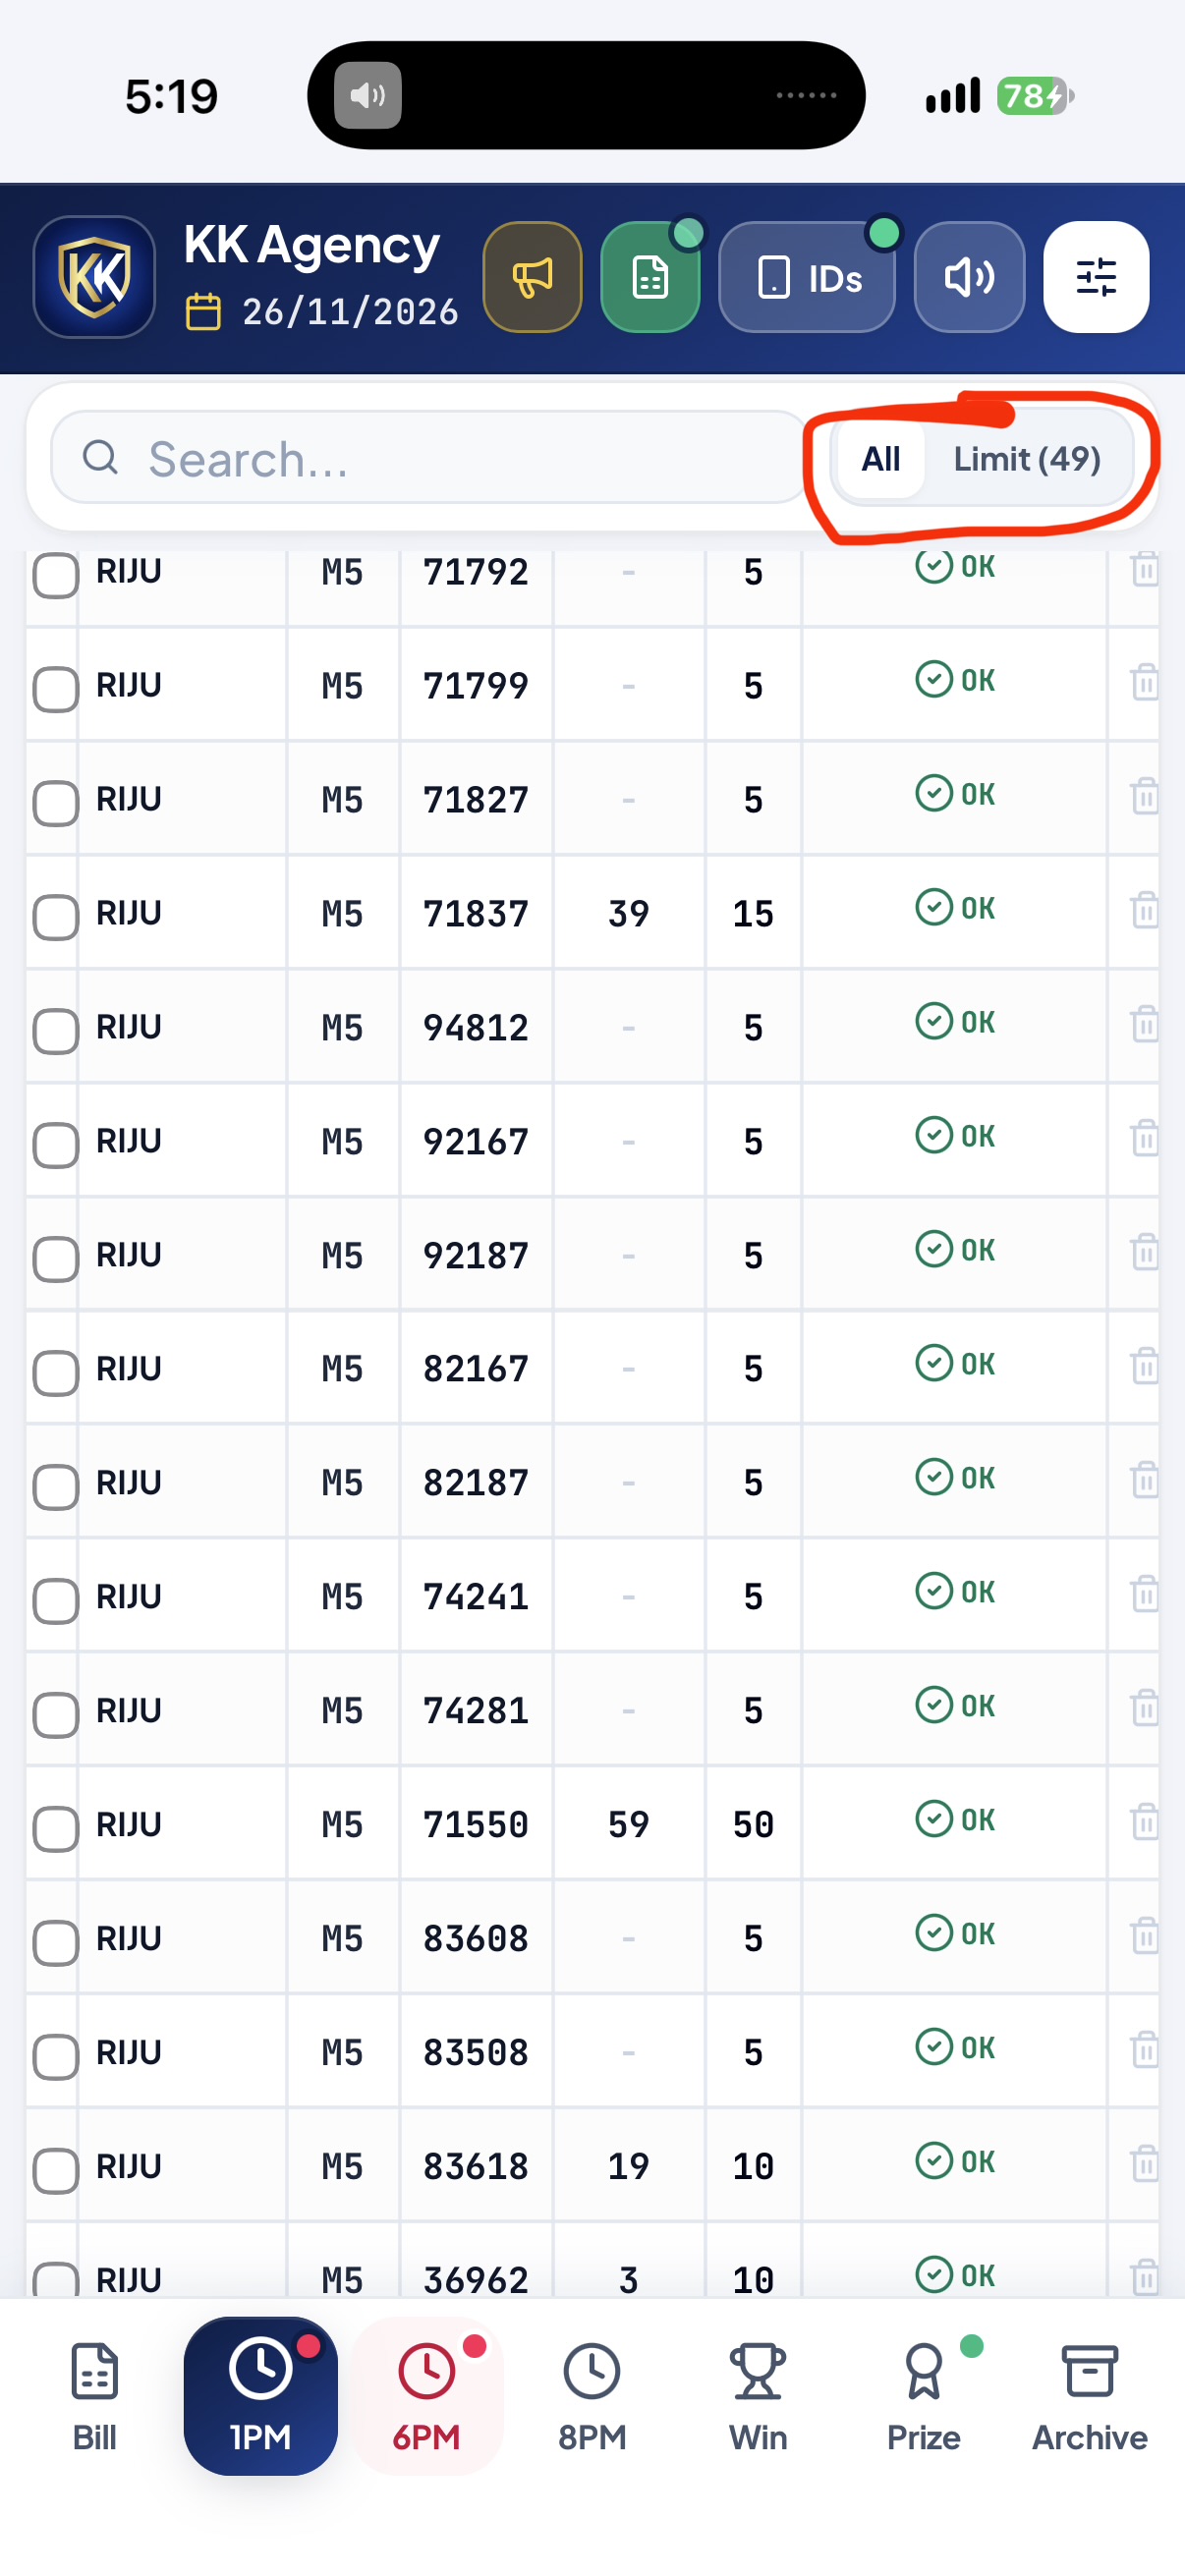 5:19
78
KK
KK Agency
26/11/2026
IDs
Search...
All Limit (49)
RIJU M5 71792 - 5 OK
RIJU M5 71799 - 5 OK
RIJU M5 71827 - 5 OK
RIJU M5 71837 39 15 OK
RIJU M5 94812 - 5 OK
RIJU M5 92167 - 5 OK
RIJU M5 92187 - 5 OK
RIJU M5 82167 - 5 OK
RIJU M5 82187 - 5 OK
RIJU M5 74241 - 5 OK
RIJU M5 74281 - 5 OK
RIJU M5 71550 59 50 OK
RIJU M5 83608 - 5 OK
RIJU M5 83508 - 5 OK
RIJU M5 83618 19 10 OK
RIJU M5 36962 3 10 OK
Bill 1PM 6PM 8PM Win Prize Archive